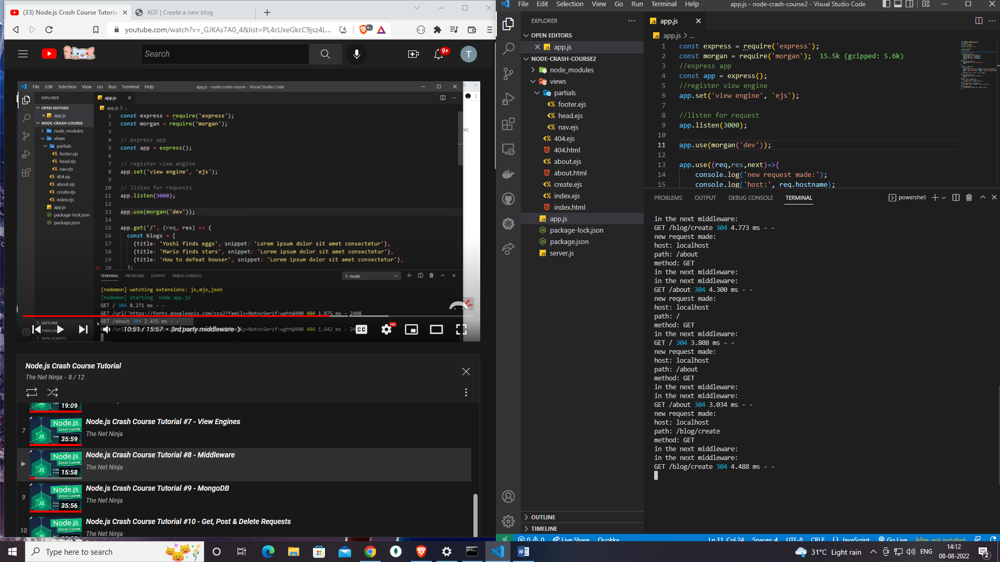 (33) Node.js Crash Course Tutoria
KGF | Create a new blog
youtube.com/watch?v=_GJKAs7A0_4&list=PL4cUxeGkcC9jsz4L...
Search
9+
T
File Edit Selection View Go Run Terminal Help
app.js - node-crash-course - Visual Studio Code
EXPLORER
OPEN EDITORS
app.js
NODE-CRASH-COURSE
node_modules
views
partials
footer.ejs
head.ejs
nav.ejs
404.ejs
about.ejs
create.ejs
index.ejs
app.js
package-lock.json
package.json
OUTLINE
TIMELINE
NPM SCRIPTS
app.js
app.js > ...
1 const express = require('express');
2 const morgan = require('morgan');
3
4 // express app
5 const app = express();
6
7 // register view engine
8 app.set('view engine', 'ejs');
9
10 // listen for requests
11 app.listen(3000);
12
13 app.use(morgan('dev'));
14
15 app.get('/', (req, res) => {
16 const blogs = [
17 {title: 'Yoshi finds eggs', snippet: 'Lorem ipsum dolor sit amet consectetur'},
18 {title: 'Mario finds stars', snippet: 'Lorem ipsum dolor sit amet consectetur'},
19 {title: 'How to defeat bowser', snippet: 'Lorem ipsum dolor sit amet consectetur'},
20 ];
TERMINAL PROBLEMS OUTPUT DEBUG CONSOLE
1: node
[nodemon] watching extensions: js,mjs,json
[nodemon] starting `node app.js`
GET / 304 8.271 ms - -
GET /url('https://fonts.googleapis.com/css2?family=Noto+Serif:wght@400 404 1.875 ms - 2408
GET /about 304 2.435 ms - -
/url('https://fonts.googleapis.com/css2?family=Noto+Serif:wght@400 404 1.642 ms - 24
10:51 / 15:57 • 3rd party middleware >
CC
HD
Node.js Crash Course Tutorial
The Net Ninja - 8 / 12
19:09
7
Node.js
Crash Course
JS
35:59
Node.js Crash Course Tutorial #7 - View Engines
The Net Ninja
Node.js
Crash Course
JS
15:58
Node.js Crash Course Tutorial #8 - Middleware
The Net Ninja
9
Node.js
Crash Course
JS
35:56
Node.js Crash Course Tutorial #9 - MongoDB
The Net Ninja
10
Node.js
Crash Course
Node.js Crash Course Tutorial #10 - Get, Post & Delete Requests
The Net Ninja
File Edit Selection View Go Run Terminal Help
app.js - node-crash-course2 - Visual Studio Code
EXPLORER
OPEN EDITORS
app.js
NODE-CRASH-COURSE2
node_modules
views
partials
footer.ejs
head.ejs
nav.ejs
404.ejs
404.html
about.ejs
about.html
create.ejs
index.ejs
index.html
app.js
package-lock.json
package.json
server.js
OUTLINE
TIMELINE
app.js
app.js > ...
1 const express = require('express');
2 const morgan = require('morgan'); 15.5k (gzipped: 5.6k)
3 //express app
4 const app = express();
5 //register view engine
6 app.set('view engine', 'ejs');
7
8 //listen for request
9 app.listen(3000);
10
11 app.use(morgan('dev'));
12
13 app.use((req,res,next)=>{
14 console.log('new request made:');
15 console.log('host:', req.hostname);
PROBLEMS OUTPUT DEBUG CONSOLE TERMINAL
powershell
in the next middleware:
GET /blog/create 304 4.773 ms - -
new request made:
host: localhost
path: /about
method: GET
in the next middleware:
in the next middleware:
GET /about 304 4.300 ms - -
new request made:
host: localhost
path: /
method: GET
in the next middleware:
GET / 304 3.808 ms - -
new request made:
host: localhost
path: /about
method: GET
in the next middleware:
in the next middleware:
GET /about 304 3.034 ms - -
new request made:
host: localhost
path: /blog/create
method: GET
in the next middleware:
in the next middleware:
GET /blog/create 304 4.488 ms - -
0 0 Live Share Quokka Ln 11, Col 24 Spaces: 4 UTF-8 CRLF {} JavaScript Go Live kite: not installed
Type here to search
31°C Light rain
ENG
14:12
08-08-2022
2